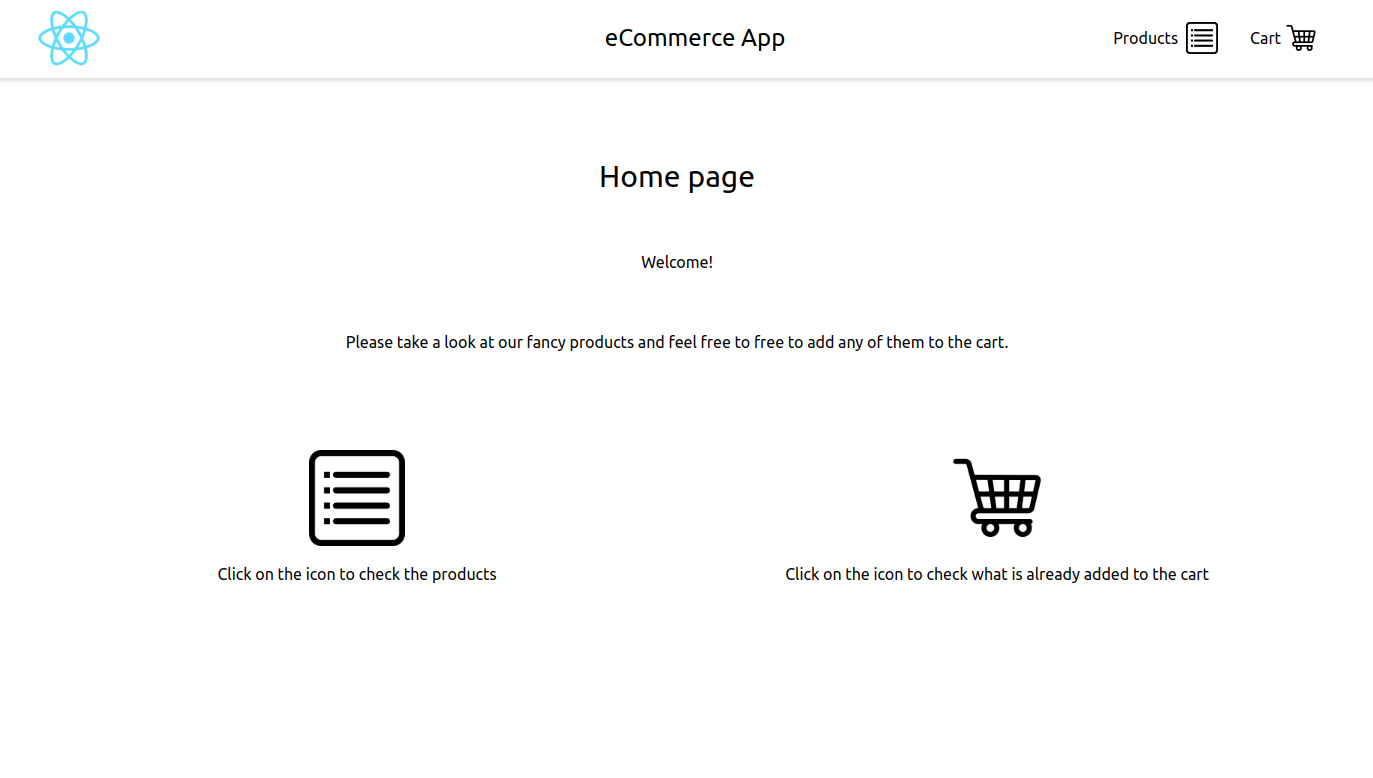 eCommerce App
Products
Cart
Home page
Welcome!
Please take a look at our fancy products and feel free to free to add any of them to the cart.
Click on the icon to check the products
Click on the icon to check what is already added to the cart